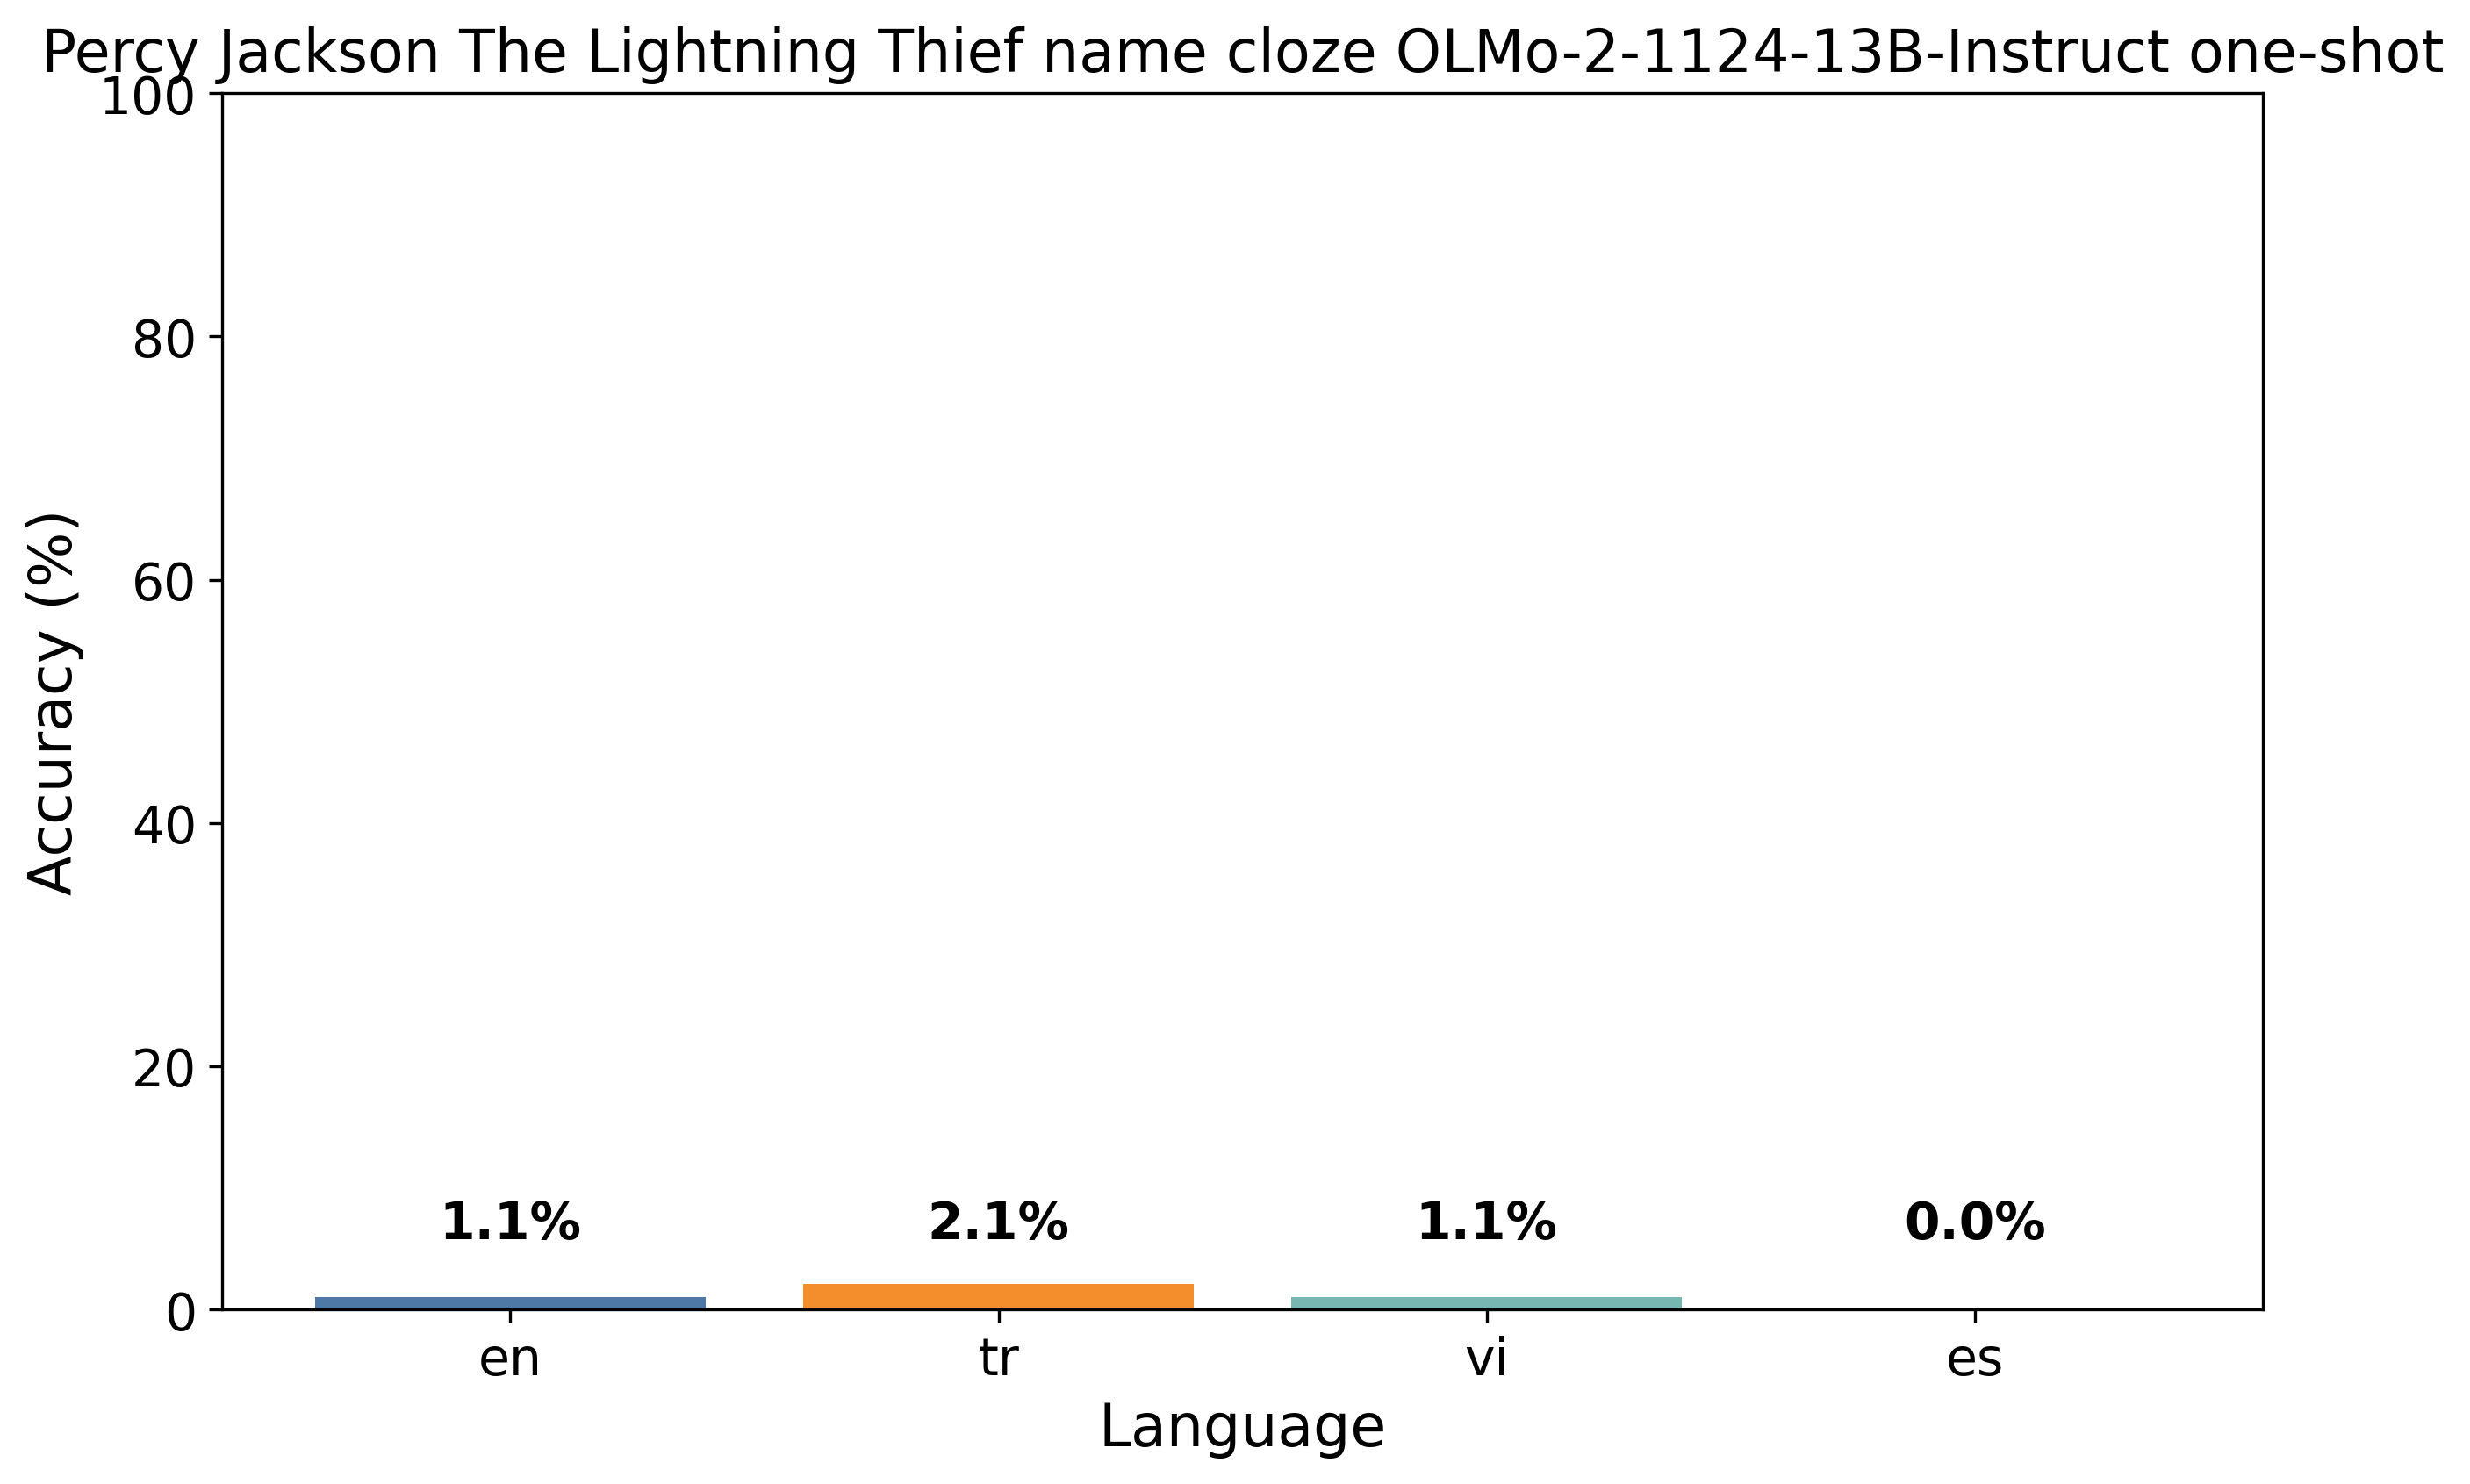 Percy Jackson The Lightning Thief name cloze OLMo-2-1124-13B-Instruct one-shot
100
80
60
40
20
0
Accuracy (%)
1.1%
2.1%
1.1%
0.0%
en
tr
vi
es
Language